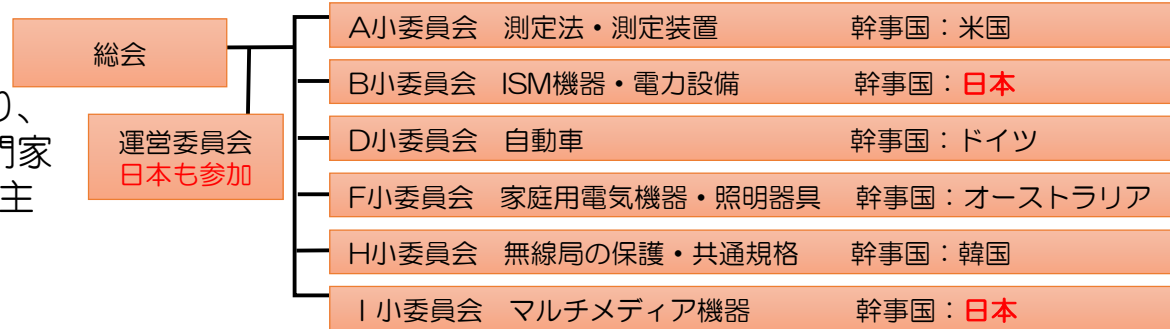 総会
り、
門家
主
運営委員会
日本も参加
A小委員会 測定法・測定装置 幹事国：米国
B小委員会 ISM機器・電力設備 幹事国：日本
D小委員会 自動車 幹事国：ドイツ
F小委員会 家庭用電気機器・照明器具 幹事国：オーストラリア
H小委員会 無線局の保護・共通規格 幹事国：韓国
I小委員会 マルチメディア機器 幹事国：日本